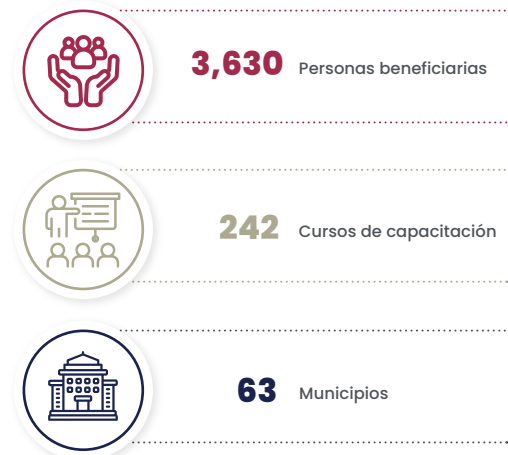 3,630 Personas beneficiarias
242 Cursos de capacitación
63 Municipios